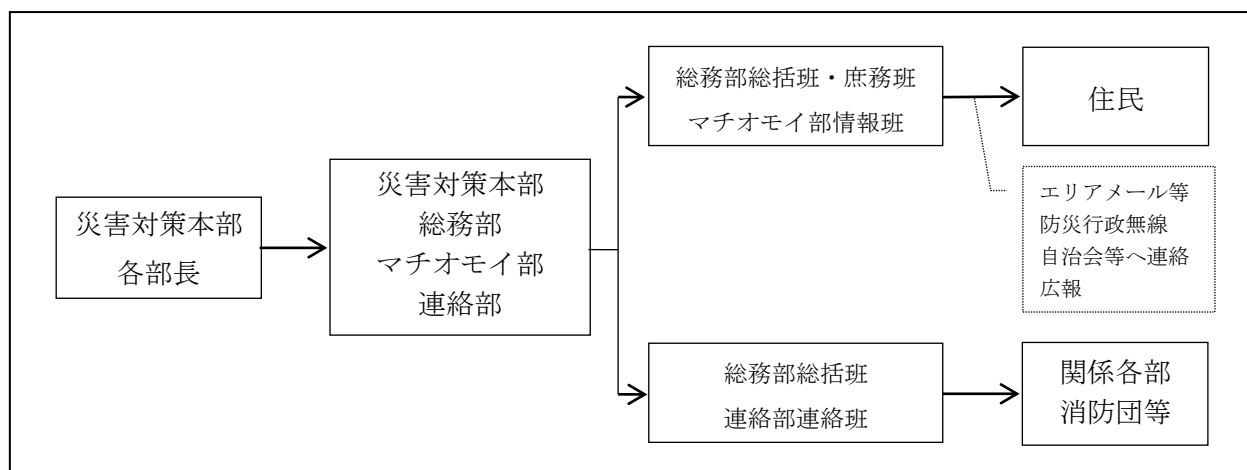 災害対策本部
各部長
災害対策本部
総務部
マチオモイ部
連絡部
総務部総括班・庶務班
マチオモイ部情報班
住民
エリアメール等
防災行政無線
自治会等へ連絡
広報
総務部総括班
連絡部連絡班
関係各部
消防団等